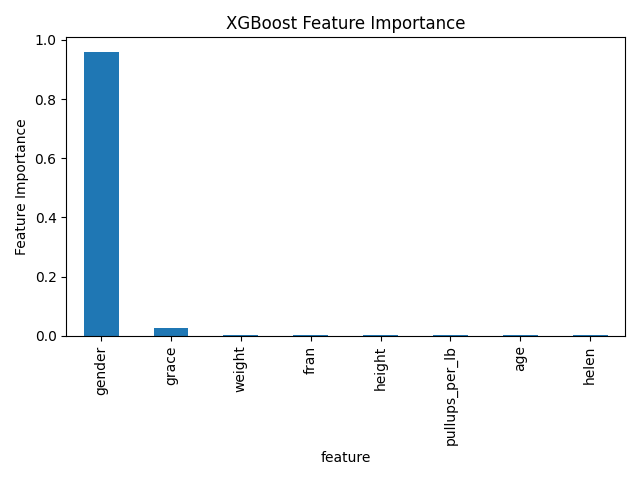 XGBoost Feature Importance
1.0
0.8
0.6
0.4
0.2
0.0
Feature Importance
gender
grace
weight
fran
height
pullups_per_lb
age
helen
feature